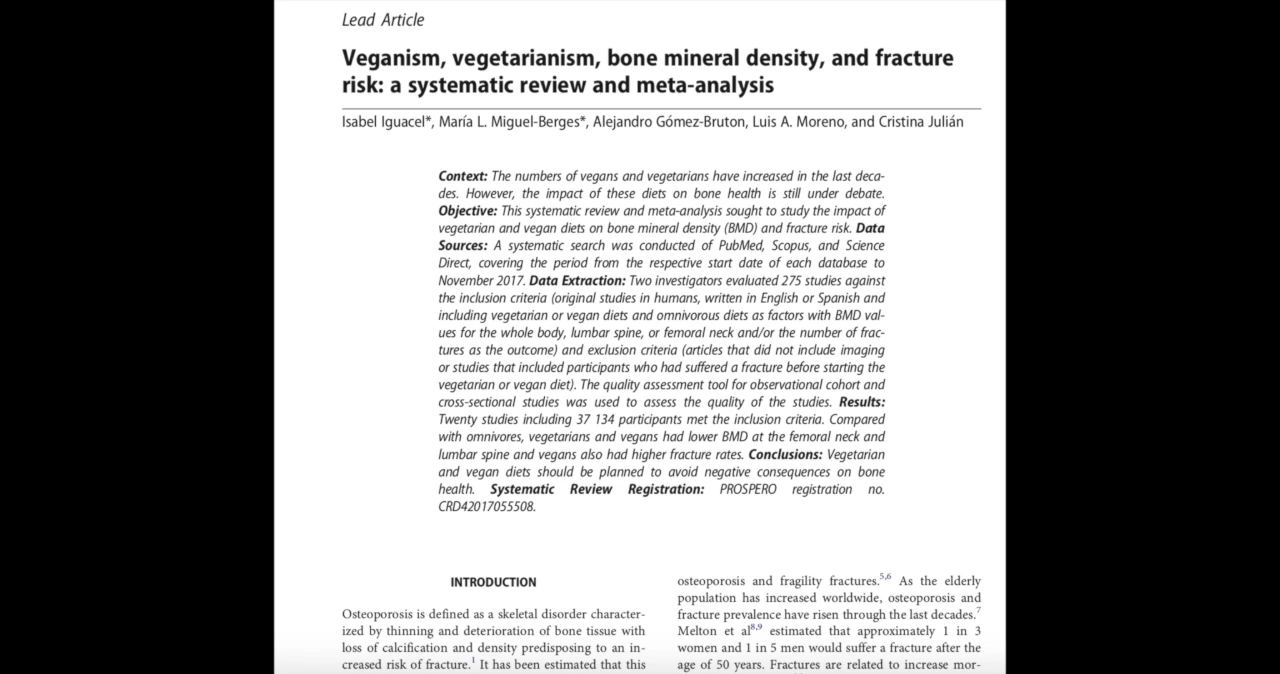 Lead Article
Veganism, vegetarianism, bone mineral density, and fracture
risk: a systematic review and meta-analysis
Isabel Iguacel*, María L. Miguel-Berges*, Alejandro Gómez-Bruton, Luis A. Moreno, and Cristina Julián
Context: The numbers of vegans and vegetarians have increased in the last deca-
des. However, the impact of these diets on bone health is still under debate.
Objective: This systematic review and meta-analysis sought to study the impact of
vegetarian and vegan diets on bone mineral density (BMD) and fracture risk. Data
Sources: A systematic search was conducted of PubMed, Scopus, and Science
Direct, covering the period from the respective start date of each database to
November 2017. Data Extraction: Two investigators evaluated 275 studies against
the inclusion criteria (original studies in humans, written in English or Spanish and
including vegetarian or vegan diets and omnivorous diets as factors with BMD val-
ues for the whole body, lumbar spine, or femoral neck and/or the number of frac-
tures as the outcome) and exclusion criteria (articles that did not include imaging
or studies that included participants who had suffered a fracture before starting the
vegetarian or vegan diet). The quality assessment tool for observational cohort and
cross-sectional studies was used to assess the quality of the studies. Results:
Twenty studies including 37 134 participants met the inclusion criteria. Compared
with omnivores, vegetarians and vegans had lower BMD at the femoral neck and
lumbar spine and vegans also had higher fracture rates. Conclusions: Vegetarian
and vegan diets should be planned to avoid negative consequences on bone
health. Systematic Review Registration: PROSPERO registration no.
CRD42017055508.
INTRODUCTION
Osteoporosis is defined as a skeletal disorder character-
ized by thinning and deterioration of bone tissue with
loss of calcification and density predisposing to an in-
creased risk of fracture.1 It has been estimated that this
osteoporosis and fragility fractures.5,6 As the elderly
population has increased worldwide, osteoporosis and
fracture prevalence have risen through the last decades.7
Melton et al8,9 estimated that approximately 1 in 3
women and 1 in 5 men would suffer a fracture after the
age of 50 years. Fractures are related to increase mor-